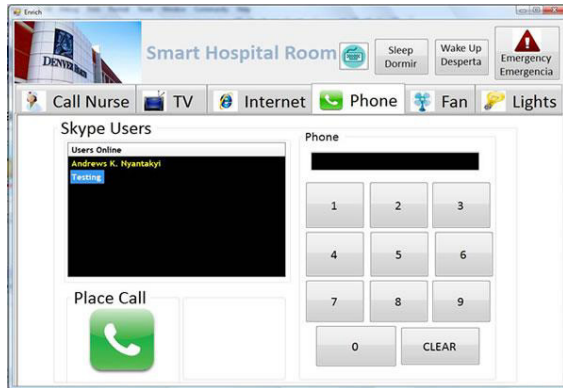 Enrich
DENVER HEALTH
Smart Hospital Room
Sleep
Dormir
Wake Up
Desperta
Emergency
Emergencia
Call Nurse
TV
Internet
Phone
Fan
Lights
Skype Users
Users Online
Andrews K. Nyantakyi
Testing
Phone
1 2 3
4 5 6
7 8 9
0 CLEAR
Place Call